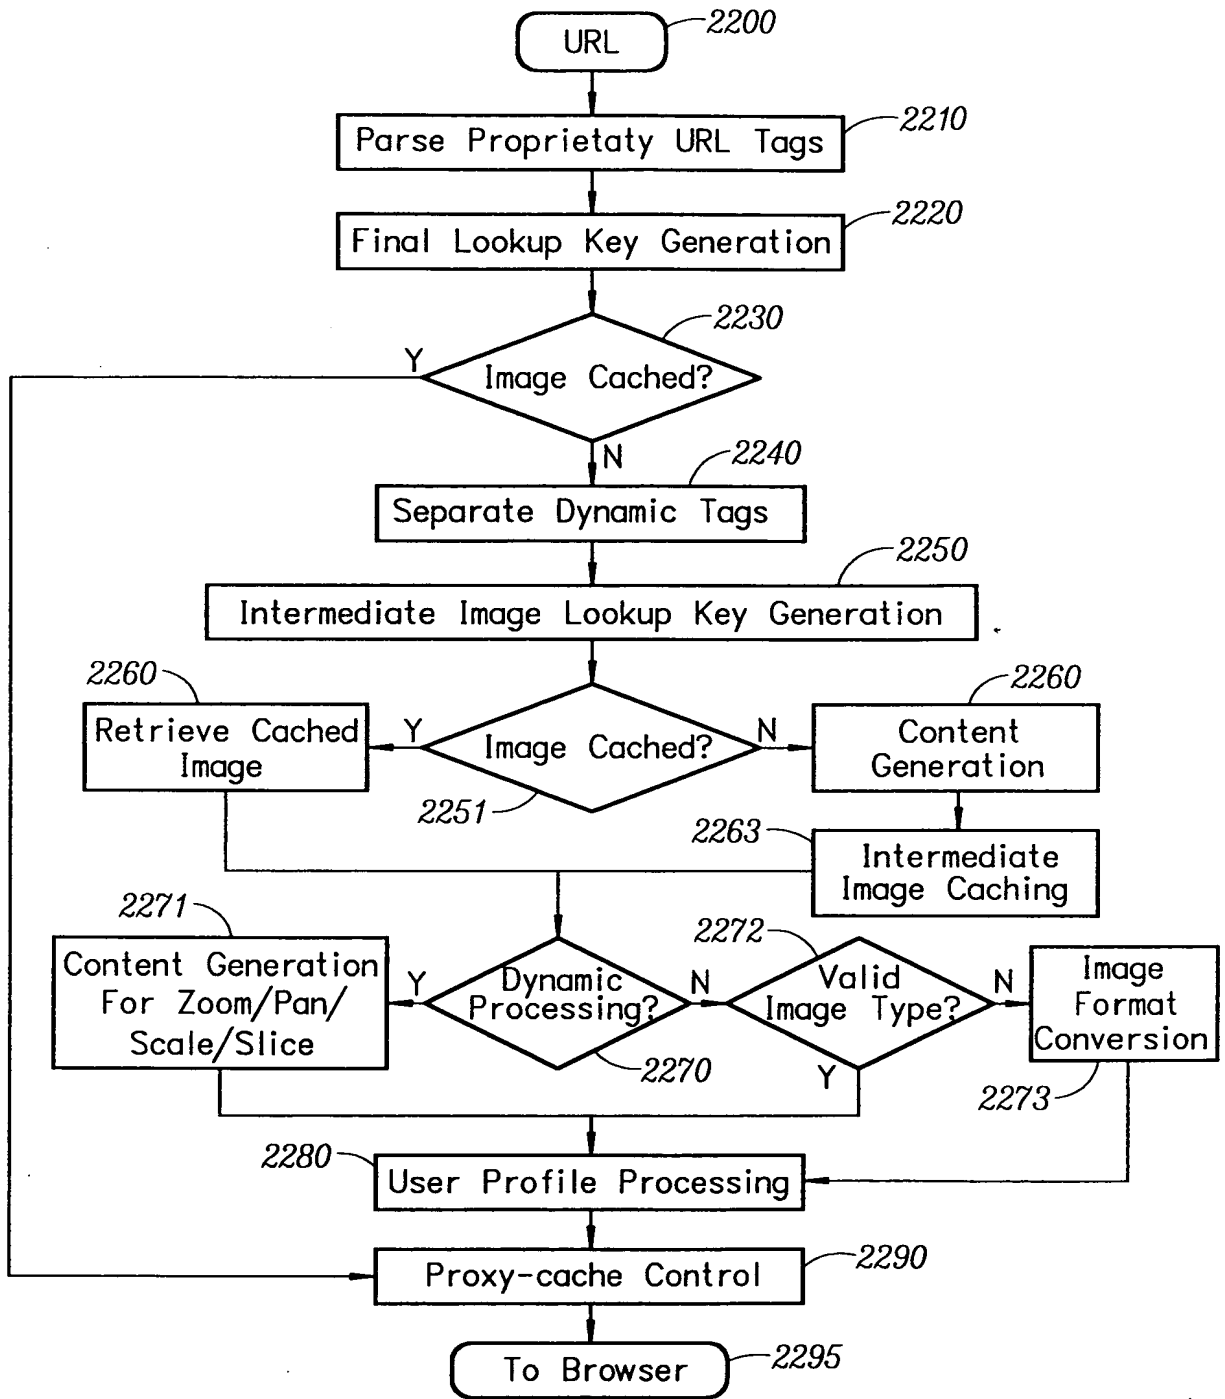 URL
2200
Parse Proprietaty URL Tags
2210
Final Lookup Key Generation
2220
Image Cached?
2230
Y
N
Separate Dynamic Tags
2240
Intermediate Image Lookup Key Generation
2250
Retrieve Cached
Image
2260
Y
Image Cached?
2251
N
Content
Generation
2260
Intermediate
Image Caching
2263
Content Generation
For Zoom/Pan/
Scale/Slice
2271
Y
Dynamic
Processing?
2270
N
Valid
Image Type?
2272
N
Y
Image
Format
Conversion
2273
User Profile Processing
2280
Proxy-cache Control
2290
To Browser
2295